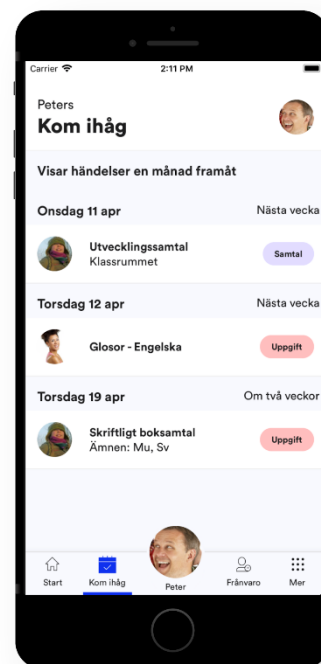 Carrier 2:11 PM
Peters
Kom ihåg
Visar händelser en månad framåt
Onsdag 11 apr Nästa vecka
Utvecklingssamtal
Klassrummet
Samtal
Torsdag 12 apr Nästa vecka
Glosor - Engelska
Uppgift
Torsdag 19 apr Om två veckor
Skriftligt boksamtal
Ämnen: Mu, Sv
Uppgift
Start Kom ihåg Peter Frånvaro Mer